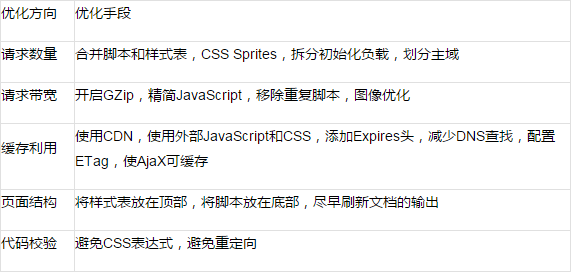 优化方向 优化手段
请求数量 合并脚本和样式表，CSS Sprites，拆分初始化负载，划分主域
请求带宽 开启GZip，精简JavaScript，移除重复脚本，图像优化
缓存利用 使用CDN，使用外部JavaScript和CSS，添加Expires头，减少DNS查找，配置
ETag，使AjaX可缓存
页面结构 将样式表放在顶部，将脚本放在底部，尽早刷新文档的输出
代码校验 避免CSS表达式，避免重定向